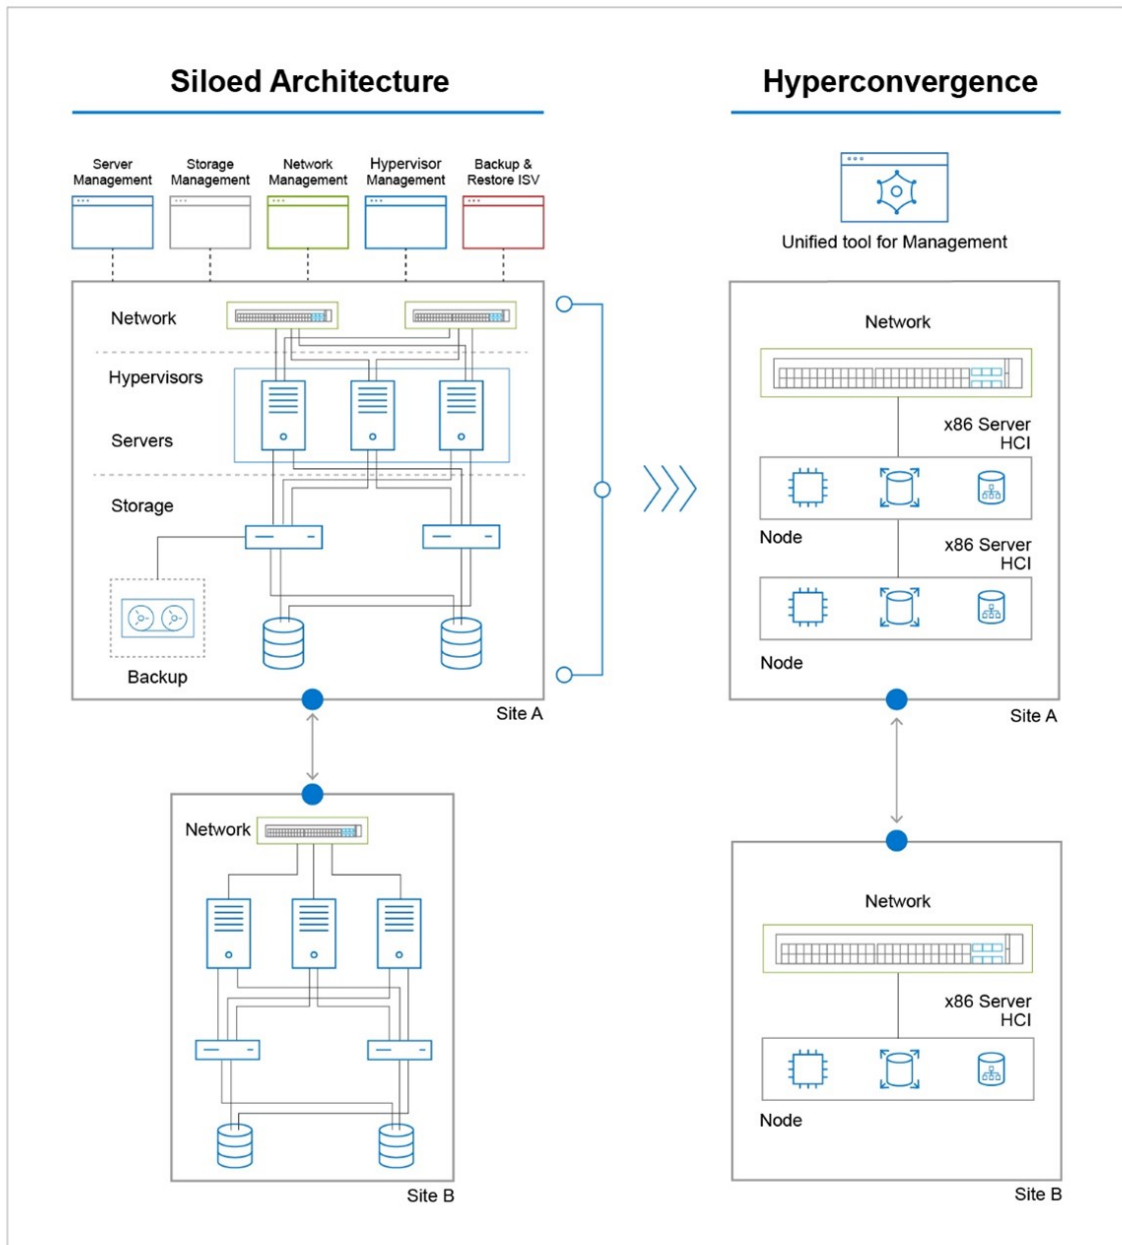 Siloed Architecture
Hyperconvergence
Server
Management
Storage
Management
Network
Management
Hypervisor
Management
Backup &
Restore ISV
Unified tool for Management
Network
Hypervisors
Servers
Storage
Backup
Site A
Network
x86 Server
HCI
Node
x86 Server
HCI
Node
Site A
Network
Site B
Network
x86 Server
HCI
Node
Site B